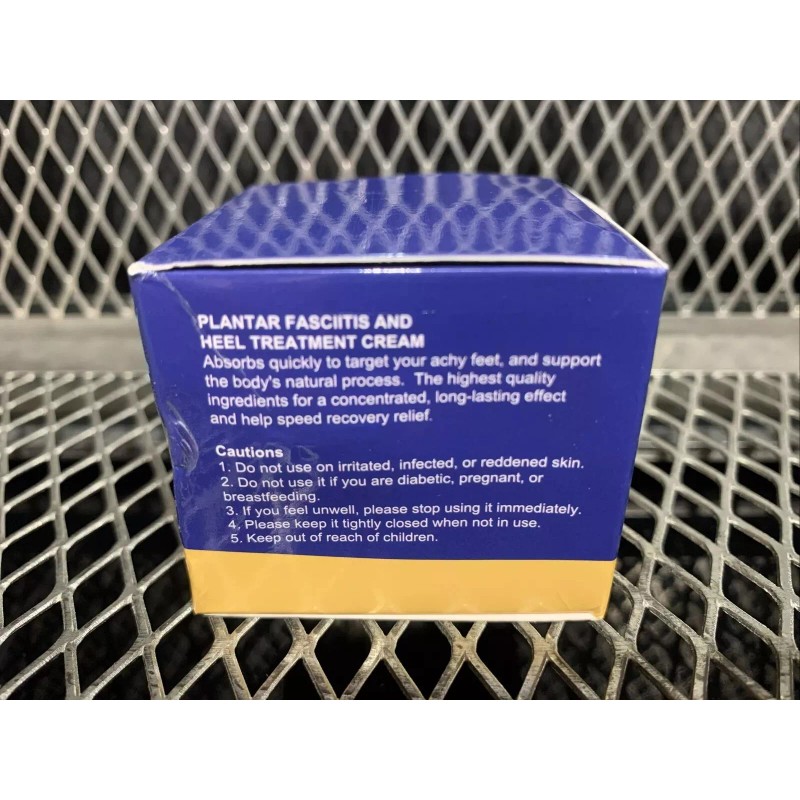 PLANTAR FASCIITIS AND
HEEL TREATMENT CREAM
Absorbs quickly to target your achy feet, and support
the body's natural process. The highest quality
ingredients for a concentrated, long-lasting effect
and help speed recovery relief.
Cautions
1. Do not use on irritated, infected, or reddened skin.
2. Do not use it if you are diabetic, pregnant, or
breastfeeding.
3. If you feel unwell, please stop using it immediately.
4. Please keep it tightly closed when not in use.
5. Keep out of reach of children.